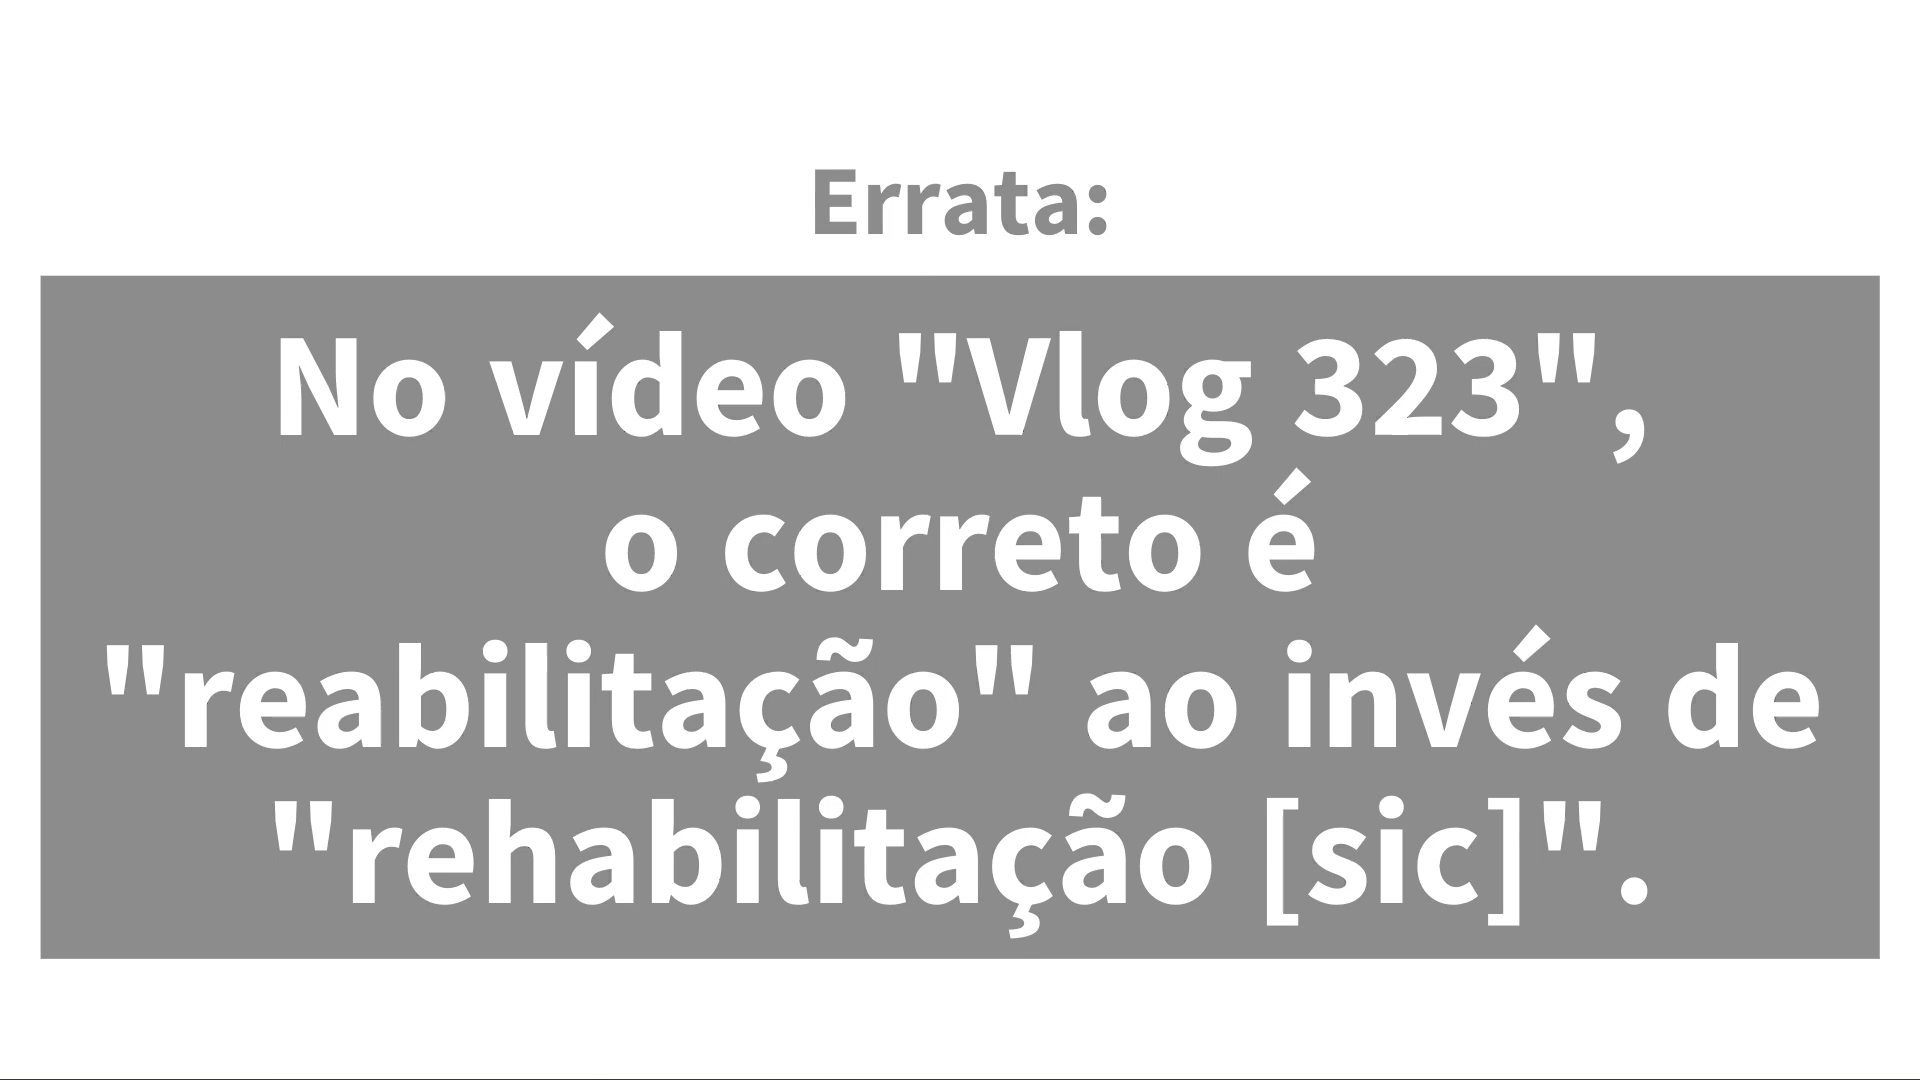 Errata:
No vídeo "Vlog 323",
o correto é
"reabilitação" ao invés de
"rehabilitação [sic]".